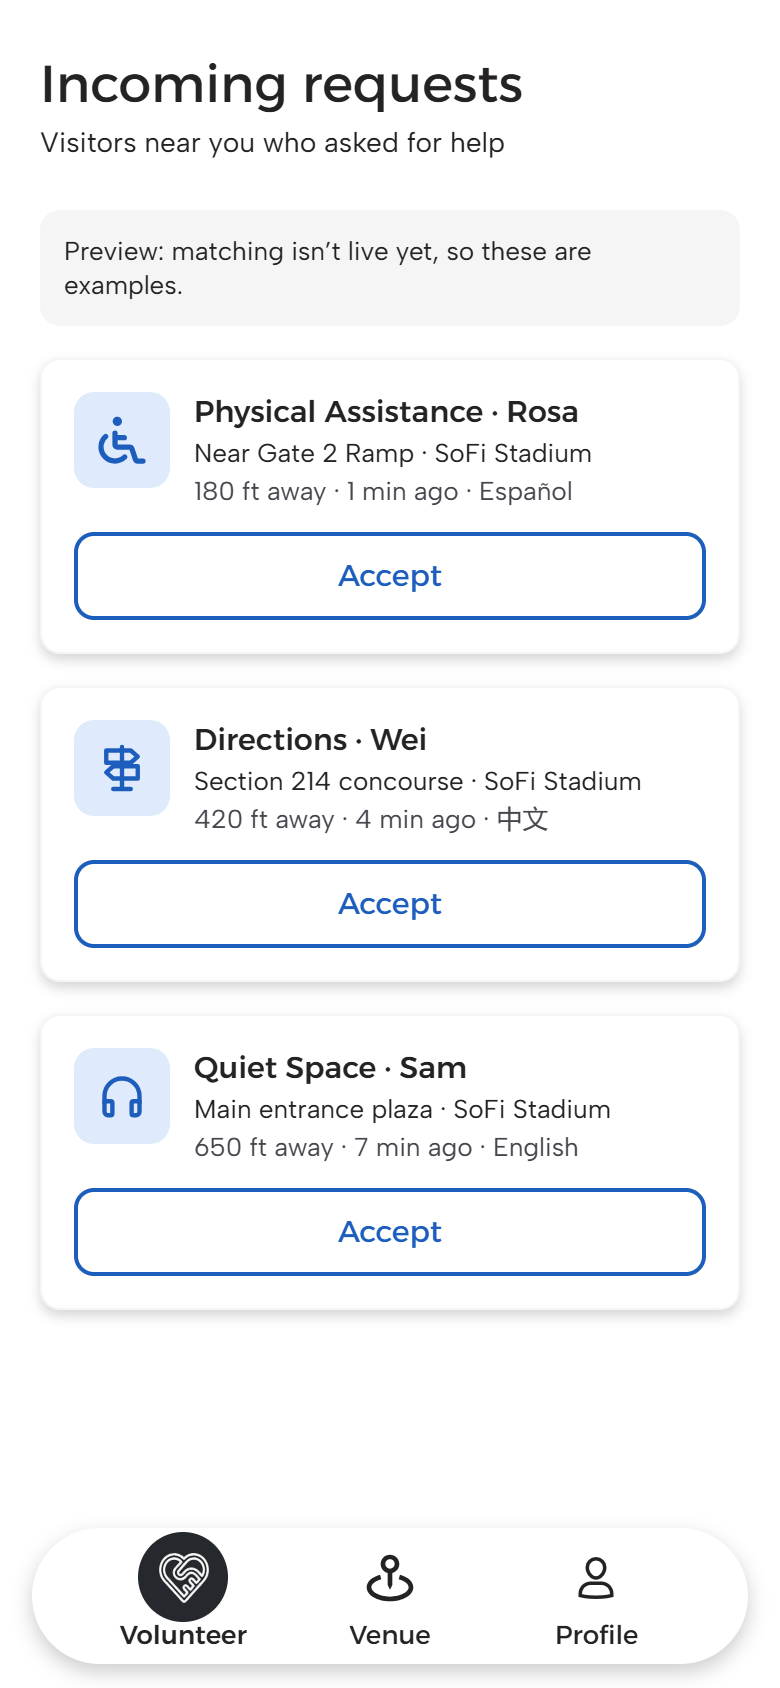 Incoming requests
Visitors near you who asked for help
Preview: matching isn’t live yet, so these are
examples.
Physical Assistance · Rosa
Near Gate 2 Ramp · SoFi Stadium
180 ft away · 1 min ago · Español
Accept
Directions · Wei
Section 214 concourse · SoFi Stadium
420 ft away · 4 min ago · 中文
Accept
Quiet Space · Sam
Main entrance plaza · SoFi Stadium
650 ft away · 7 min ago · English
Accept
Volunteer
Venue
Profile